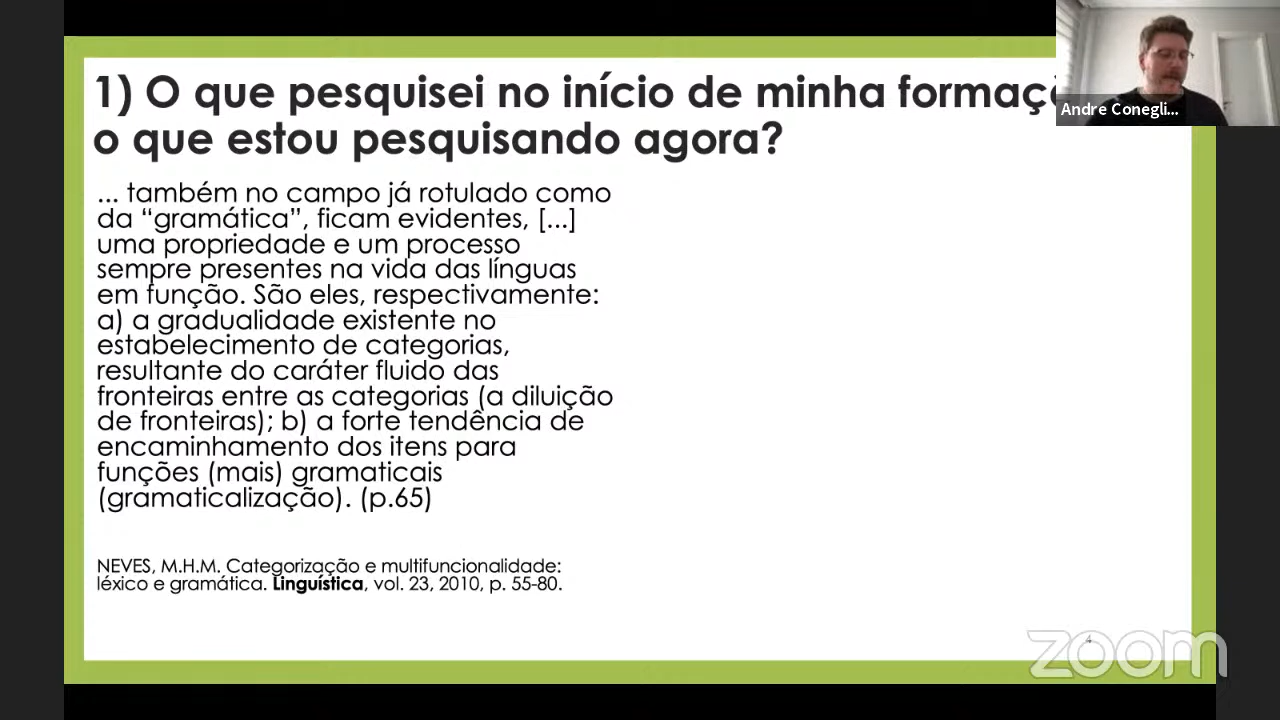 1) O que pesquisei no início de minha formaç
o que estou pesquisando agora?
Andre Conegli...
... também no campo já rotulado como
da “gramática”, ficam evidentes, [...]
uma propriedade e um processo
sempre presentes na vida das línguas
em função. São eles, respectivamente:
a) a gradualidade existente no
estabelecimento de categorias,
resultante do caráter fluido das
fronteiras entre as categorias (a diluição
de fronteiras); b) a forte tendência de
encaminhamento dos itens para
funções (mais) gramaticais
(gramaticalização). (p.65)
NEVES, M.H.M. Categorização e multifuncionalidade:
léxico e gramática. Linguística, vol. 23, 2010, p. 55-80.
4
zoom